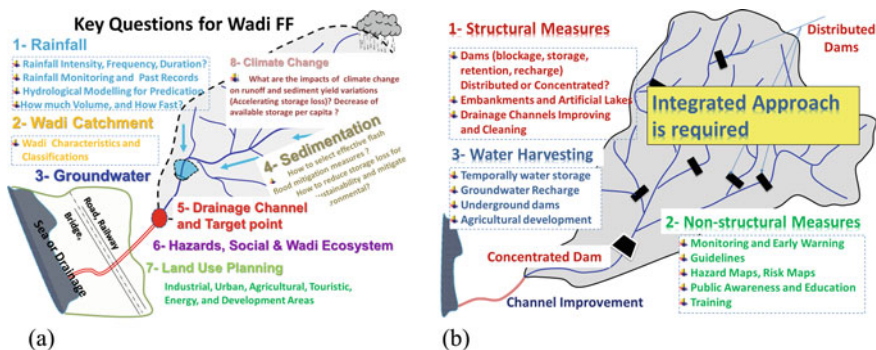 Key Questions for Wadi FF
1- Rainfall
Rainfall Intensity, Frequency, Duration?
Rainfall Monitoring and Past Records
Hydrological Modelling for Predication
How much Volume, and How Fast?
2- Wadi Catchment
Wadi Characteristics and
Classifications
3- Groundwater
8- Climate Change
What are the impacts of climate change
on runoff and sediment yield variations
(Accelerating storage loss)? Decrease of
available storage per capita ?
4- Sedimentation
How to select effective flash
flood mitigation measures ?
How to reduce storage loss for
sustainability and mitigate
Road, Railway
Bridge,
Sea or Drainage
5- Drainage Channel
and Target point
6- Hazards, Social & Wadi Ecosystem
7- Land Use Planning
Industrial, Urban, Agricultural, Touristic,
Energy, and Development Areas
(a)
1- Structural Measures
Dams (blockage, storage,
retention, recharge)
Distributed or Concentrated?
Embankments and Artificial Lakes
Drainage Channels Improving
and Cleaning
Distributed
Dams
Integrated Approach
is required
3- Water Harvesting
Temporally water storage
Groundwater Recharge
Underground dams
Agricultural development
2- Non-structural Measures
Monitoring and Early Warning
Guidelines
Hazard Maps, Risk Maps
Public Awareness and Education
Training
Concentrated Dam
Channel Improvement
(b)